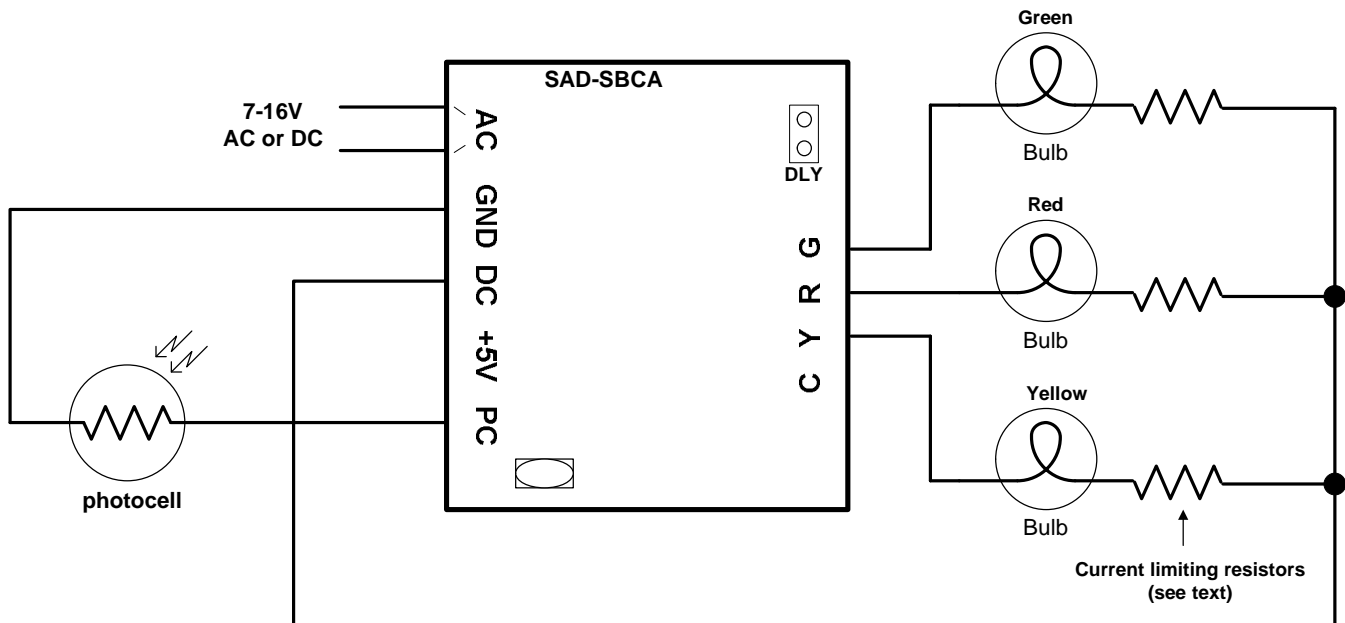 Green
SAD-SBCA
7-16V
AC or DC
AC
GND
DC
+5V
PC
DLY
G
R
Y
C
Bulb
Red
Bulb
Yellow
Bulb
photocell
Current limiting resistors
(see text)